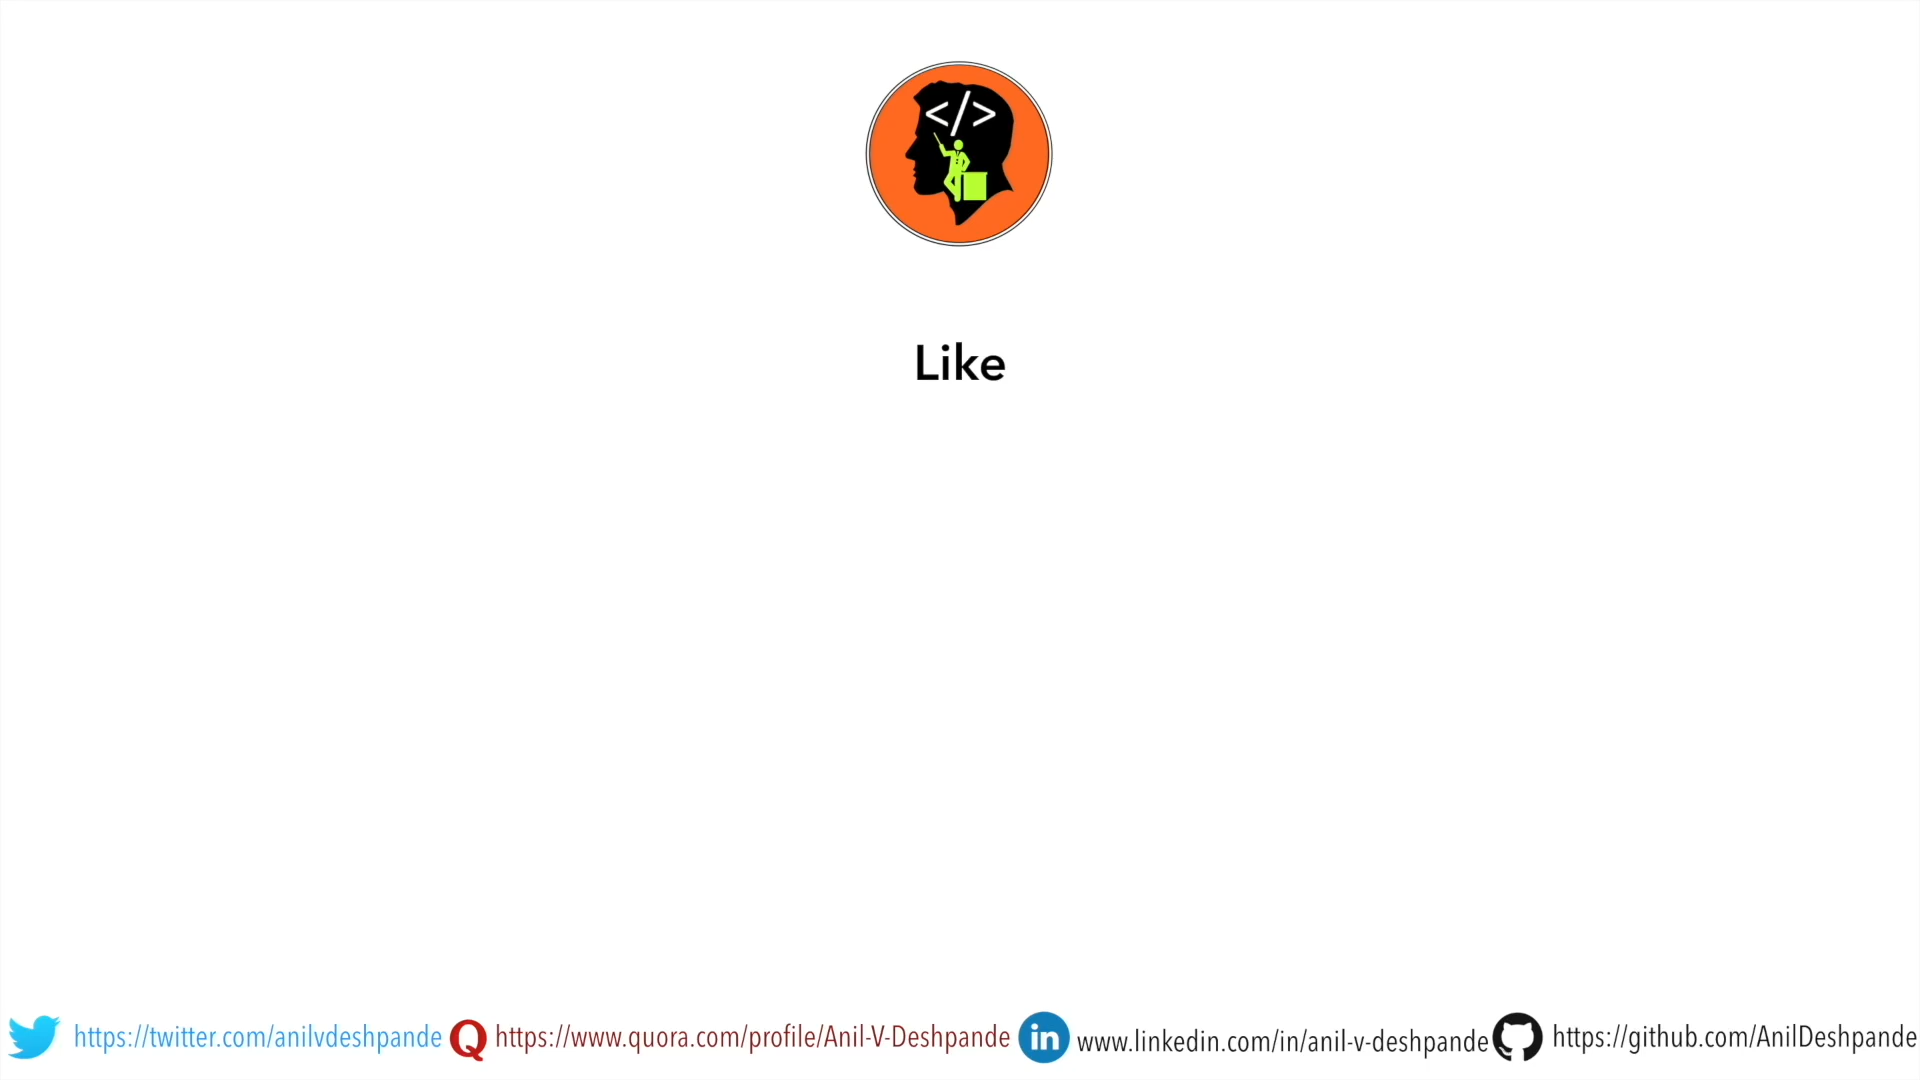 </>
Like
https://twitter.com/anilvdeshpande
https://www.quora.com/profile/Anil-V-Deshpande
www.linkedin.com/in/anil-v-deshpande
https://github.com/AnilDeshpande